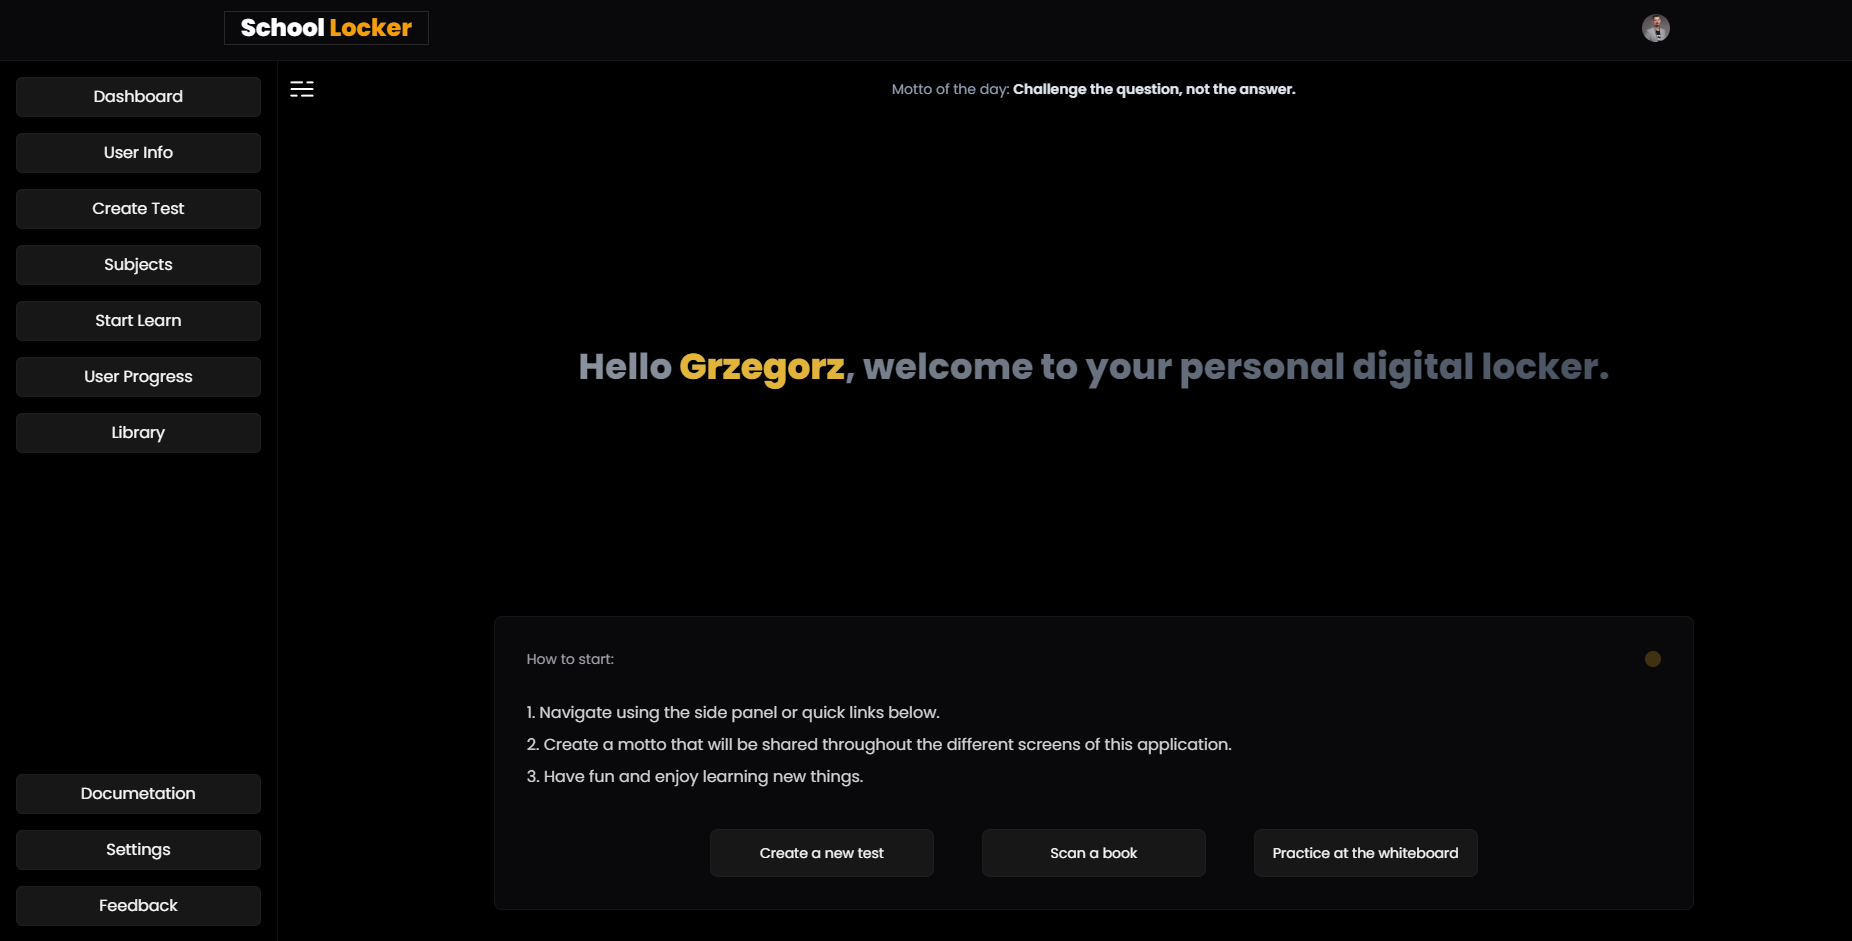 School Locker
Dashboard
User Info
Create Test
Subjects
Start Learn
User Progress
Library
Documetation
Settings
Feedback
Motto of the day: Challenge the question, not the answer.
Hello Grzegorz, welcome to your personal digital locker.
How to start:
1. Navigate using the side panel or quick links below.
2. Create a motto that will be shared throughout the different screens of this application.
3. Have fun and enjoy learning new things.
Create a new test
Scan a book
Practice at the whiteboard